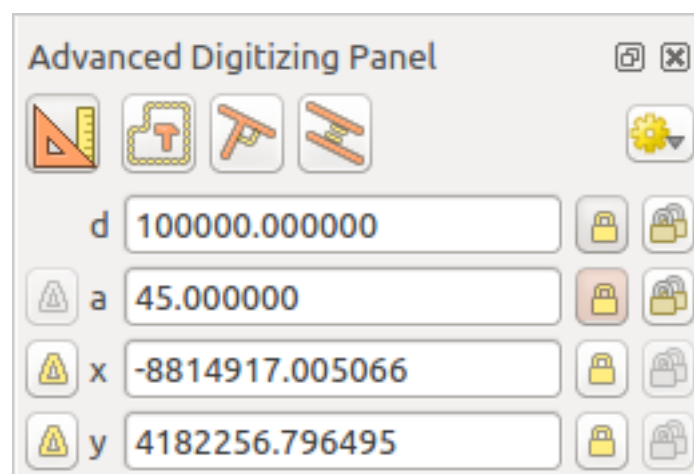 Advanced Digitizing Panel
d 100000.000000
a 45.000000
x -8814917.005066
y 4182256.796495